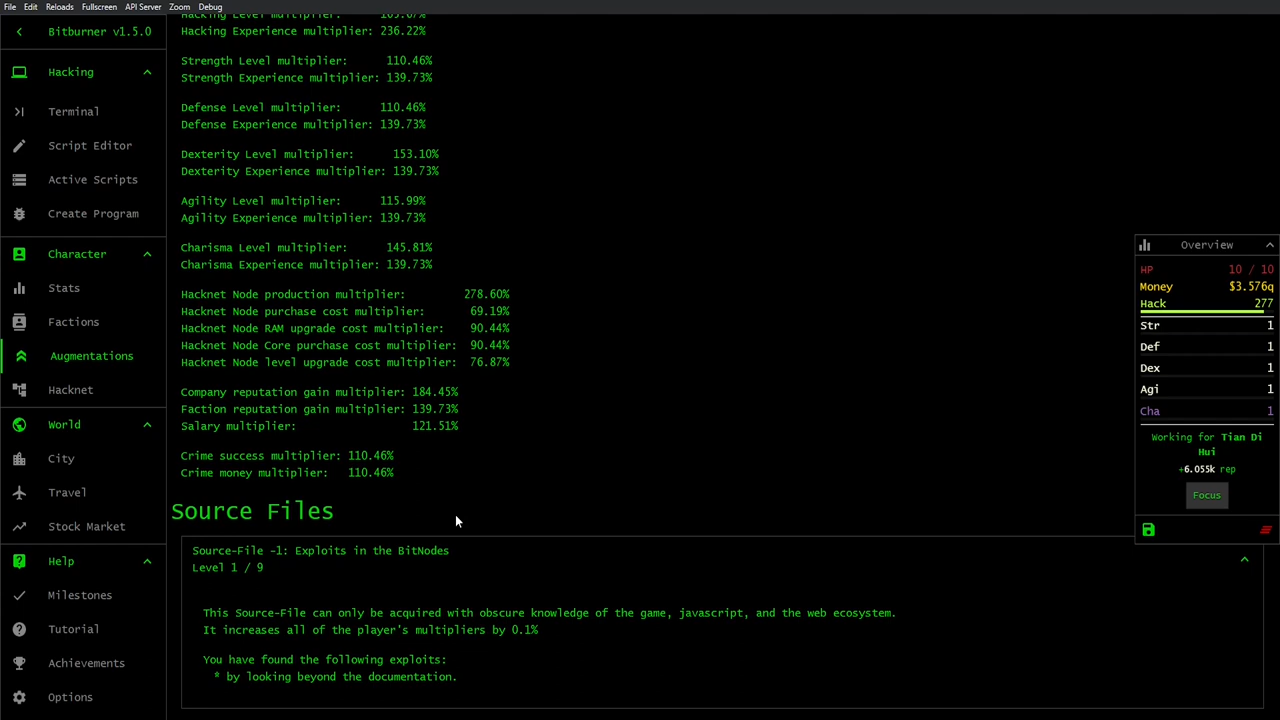 File Edit Reloads Fullscreen API Server Zoom Debug
Bitburner v1.5.0
Hacking
Terminal
Script Editor
Active Scripts
Create Program
Character
Stats
Factions
Augmentations
Hacknet
World
City
Travel
Stock Market
Help
Milestones
Tutorial
Achievements
Options
Hacking Experience multiplier: 236.22%
Strength Level multiplier: 110.46%
Strength Experience multiplier: 139.73%
Defense Level multiplier: 110.46%
Defense Experience multiplier: 139.73%
Dexterity Level multiplier: 153.10%
Dexterity Experience multiplier: 139.73%
Agility Level multiplier: 115.99%
Agility Experience multiplier: 139.73%
Charisma Level multiplier: 145.81%
Charisma Experience multiplier: 139.73%
Hacknet Node production multiplier: 278.60%
Hacknet Node purchase cost multiplier: 69.19%
Hacknet Node RAM upgrade cost multiplier: 90.44%
Hacknet Node Core purchase cost multiplier: 90.44%
Hacknet Node level upgrade cost multiplier: 76.87%
Company reputation gain multiplier: 184.45%
Faction reputation gain multiplier: 139.73%
Salary multiplier: 121.51%
Crime success multiplier: 110.46%
Crime money multiplier: 110.46%
Source Files
Source-File -1: Exploits in the BitNodes
Level 1 / 9
This Source-File can only be acquired with obscure knowledge of the game, javascript, and the web ecosystem.
It increases all of the player's multipliers by 0.1%
You have found the following exploits:
* by looking beyond the documentation.
Overview
HP 10 / 10
Money $3.576q
Hack 277
Str 1
Def 1
Dex 1
Agi 1
Cha 1
Working for Tian Di
Hui
+6.055k rep
Focus